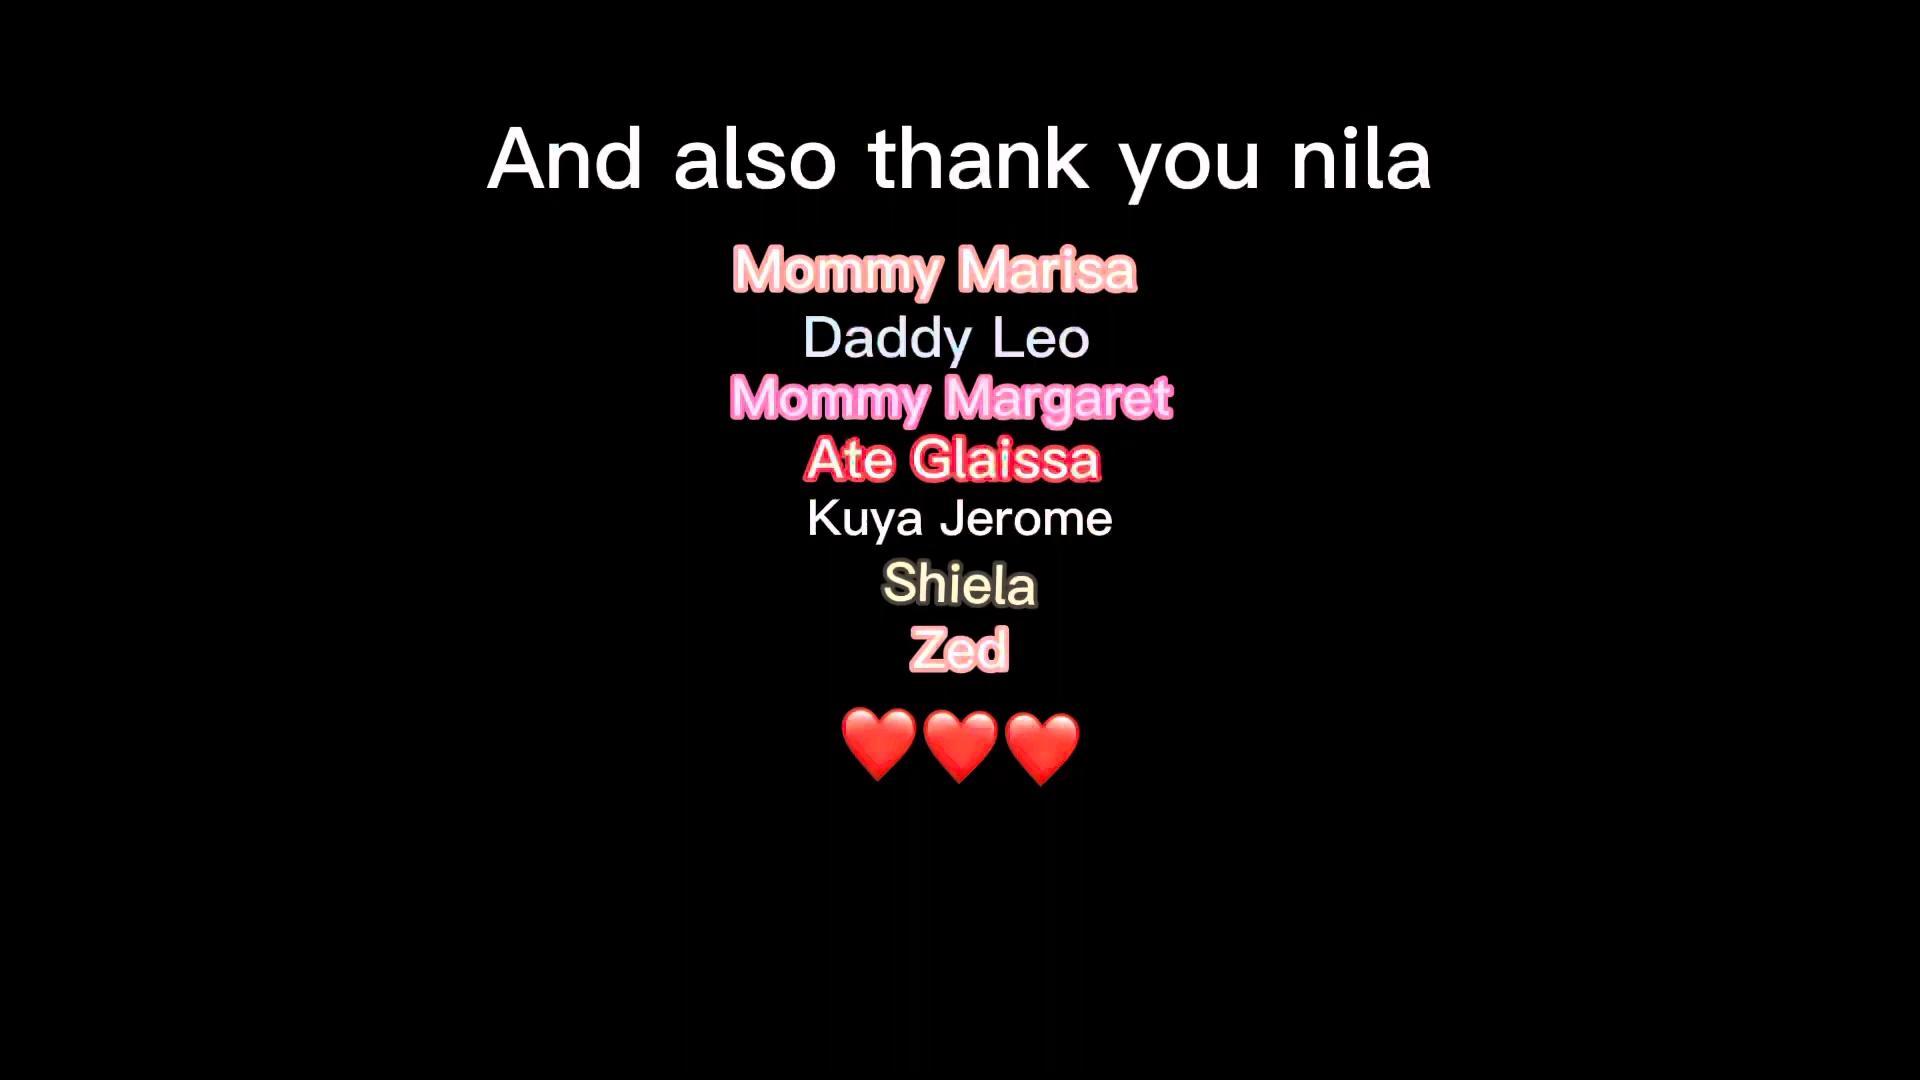 And also thank you nila
Mommy Marisa
Daddy Leo
Mommy Margaret
Ate Glaissa
Kuya Jerome
Shiela
Zed
❤️❤️❤️